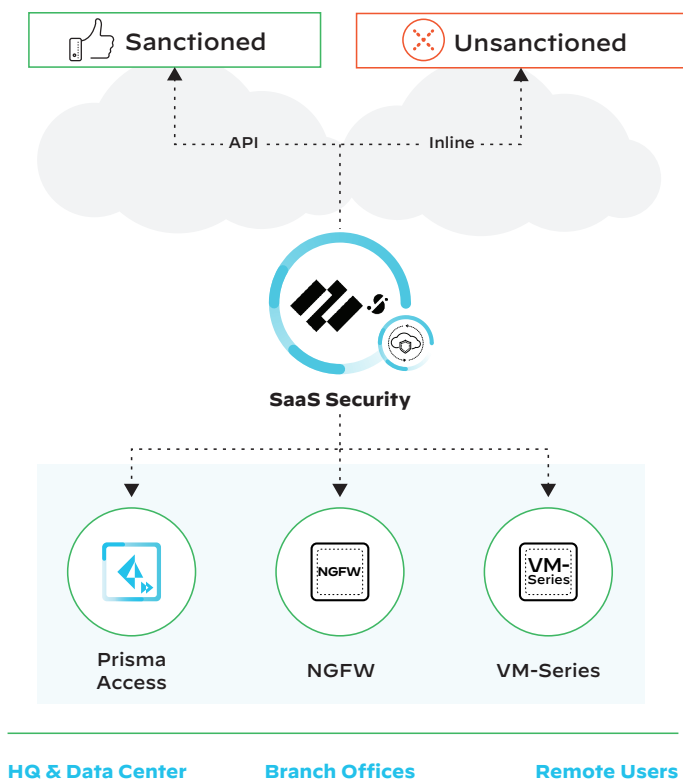 Sanctioned
Unsanctioned
API
Inline
SaaS Security
NGFW
VM-
Series
Prisma
Access
NGFW
VM-Series
HQ & Data Center
Branch Offices
Remote Users